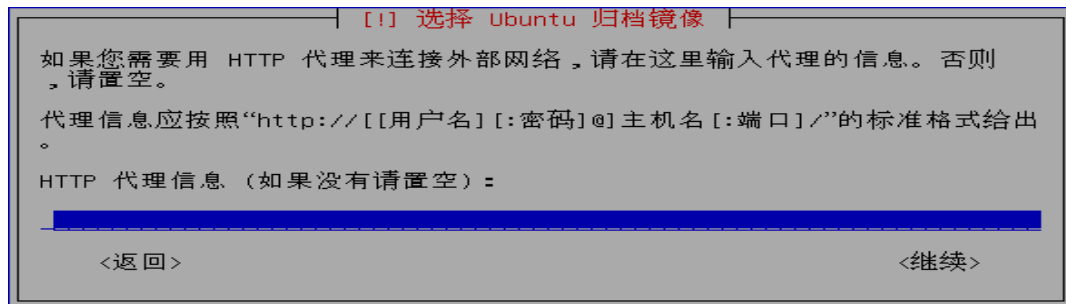 [!] 选择 Ubuntu 归档镜像
如果您需要用 HTTP 代理来连接外部网络,请在这里输入代理的信息。否则
,请置空。
代理信息应按照“http://[[用户名][:密码]@]主机名[:端口]/”的标准格式给出
。
HTTP 代理信息 (如果没有请置空):
<返回> <继续>